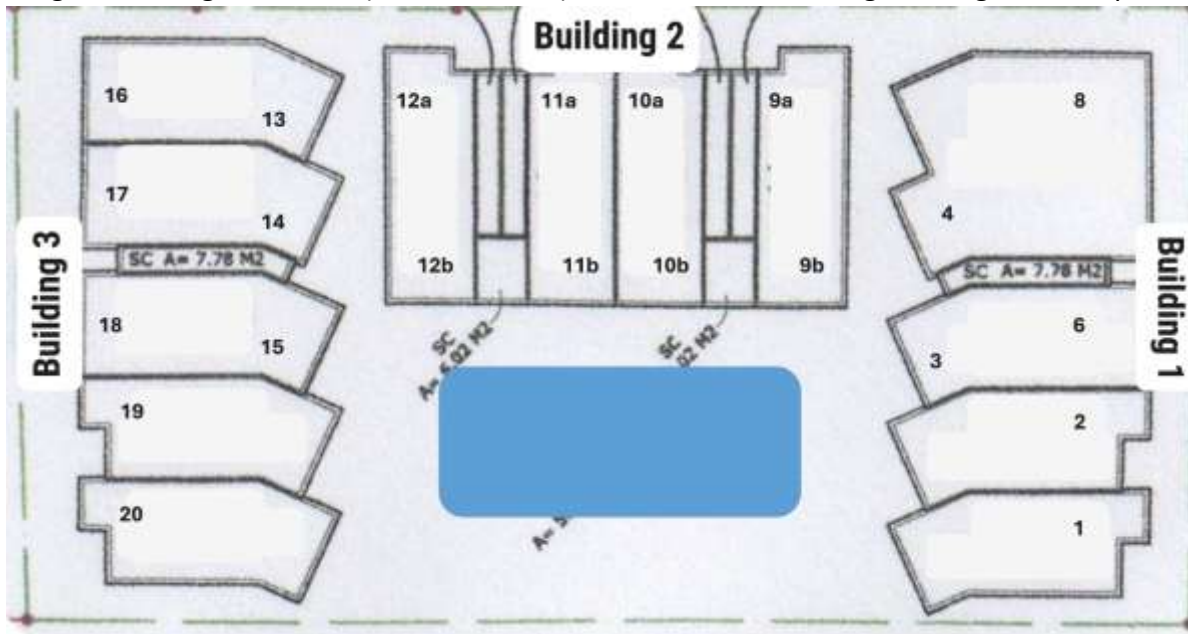 Building 2
16
13
12a
11a
10a
9a
8
17
14
4
Building 3
SC A= 7.78 M2
12b
11b
10b
9b
SC A= 7.78 M2
Building 1
18
15
SC
A= 6.02 M2
SC
02 M2
3
6
19
2
20
1
A=